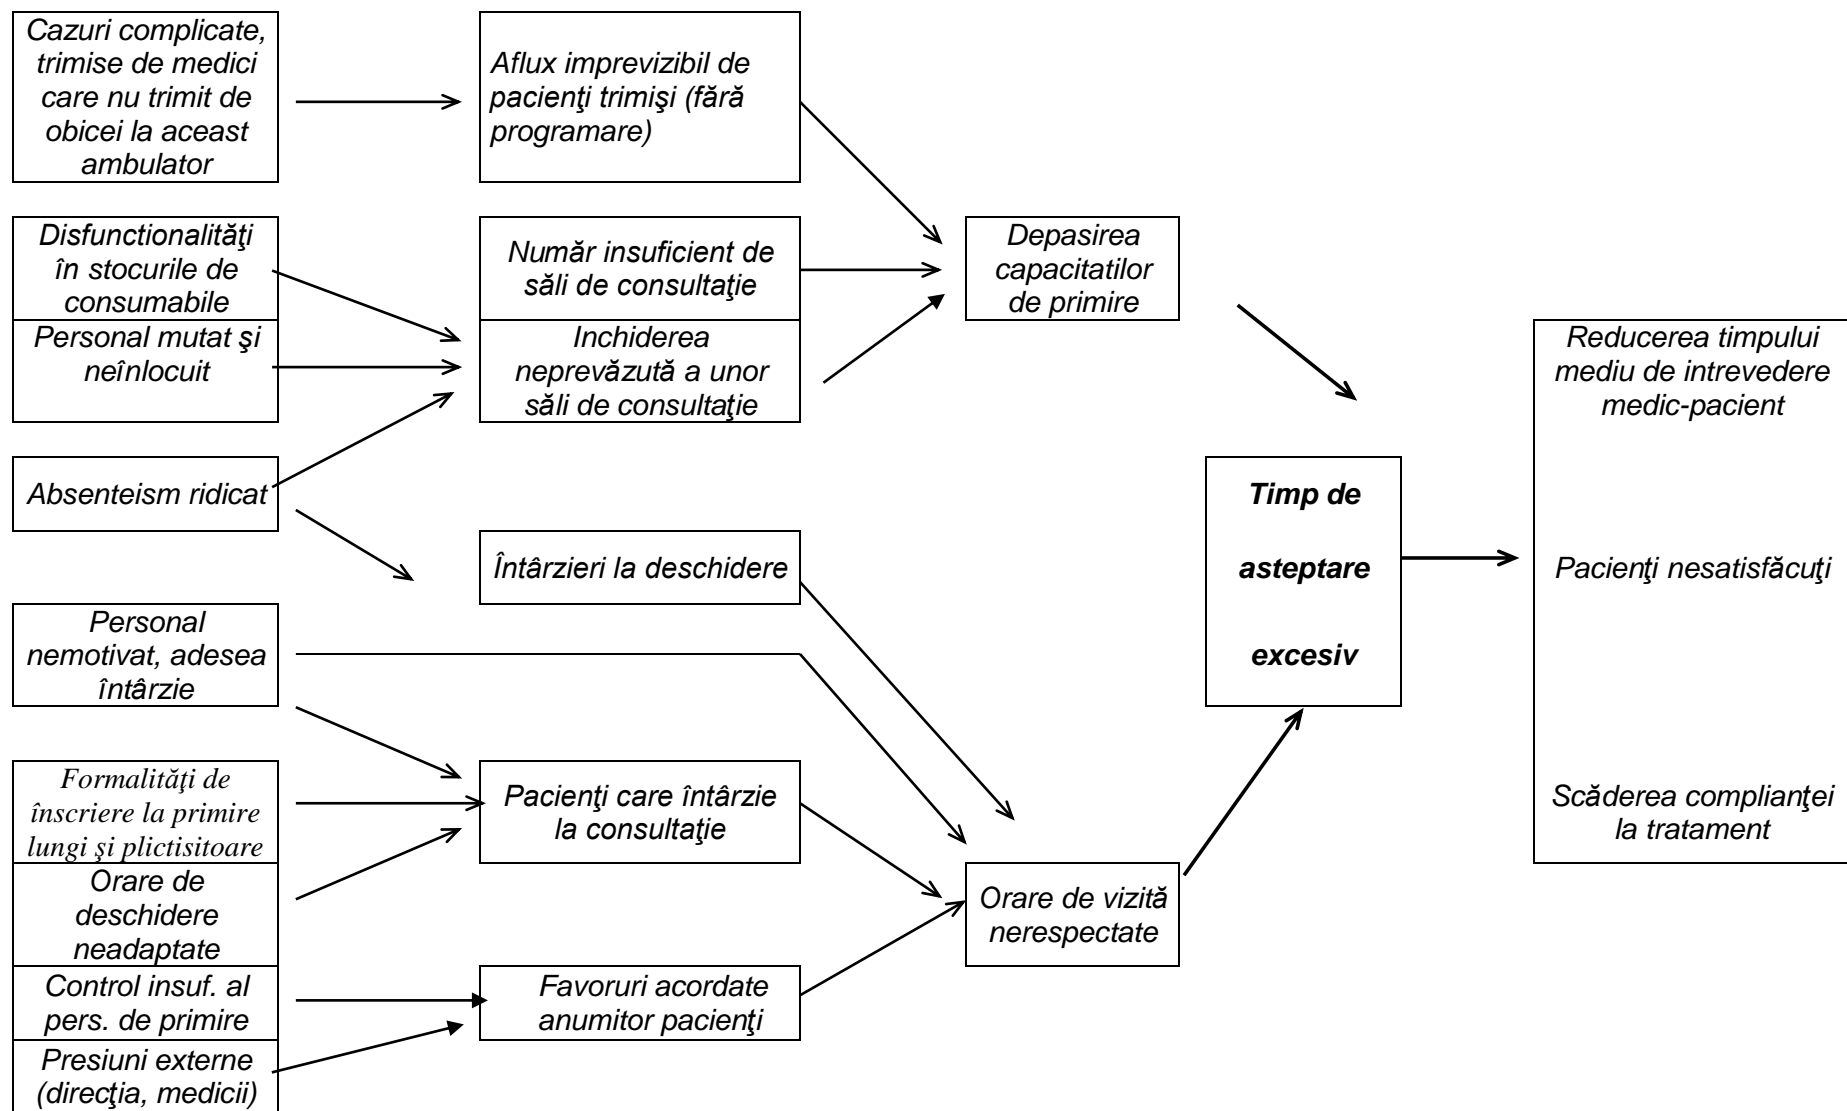 Cazuri complicate,
trimise de medici
care nu trimit de
obicei la aceast
ambulator
Aflux imprevizibil de
pacienţi trimişi (fără
programare)
Disfunctionalităţi
în stocurile de
consumabile
Număr insuficient de
săli de consultaţie
Depasirea
capacitatilor
de primire
Personal mutat şi
neînlocuit
Inchiderea
neprevăzută a unor
săli de consultaţie
Reducerea timpului
mediu de intrevedere
medic-pacient
Absenteism ridicat
Timp de
asteptare
excesiv
Întârzieri la deschidere
Pacienţi nesatisfăcuţi
Personal
nemotivat, adesea
întârzie
Formalităţi de
înscriere la primire
lungi şi plictisitoare
Pacienţi care întârzie
la consultaţie
Scăderea complianţei
la tratament
Orare de
deschidere
neadaptate
Orare de vizită
nerespectate
Control insuf. al
pers. de primire
Favoruri acordate
anumitor pacienţi
Presiuni externe
(direcţia, medicii)